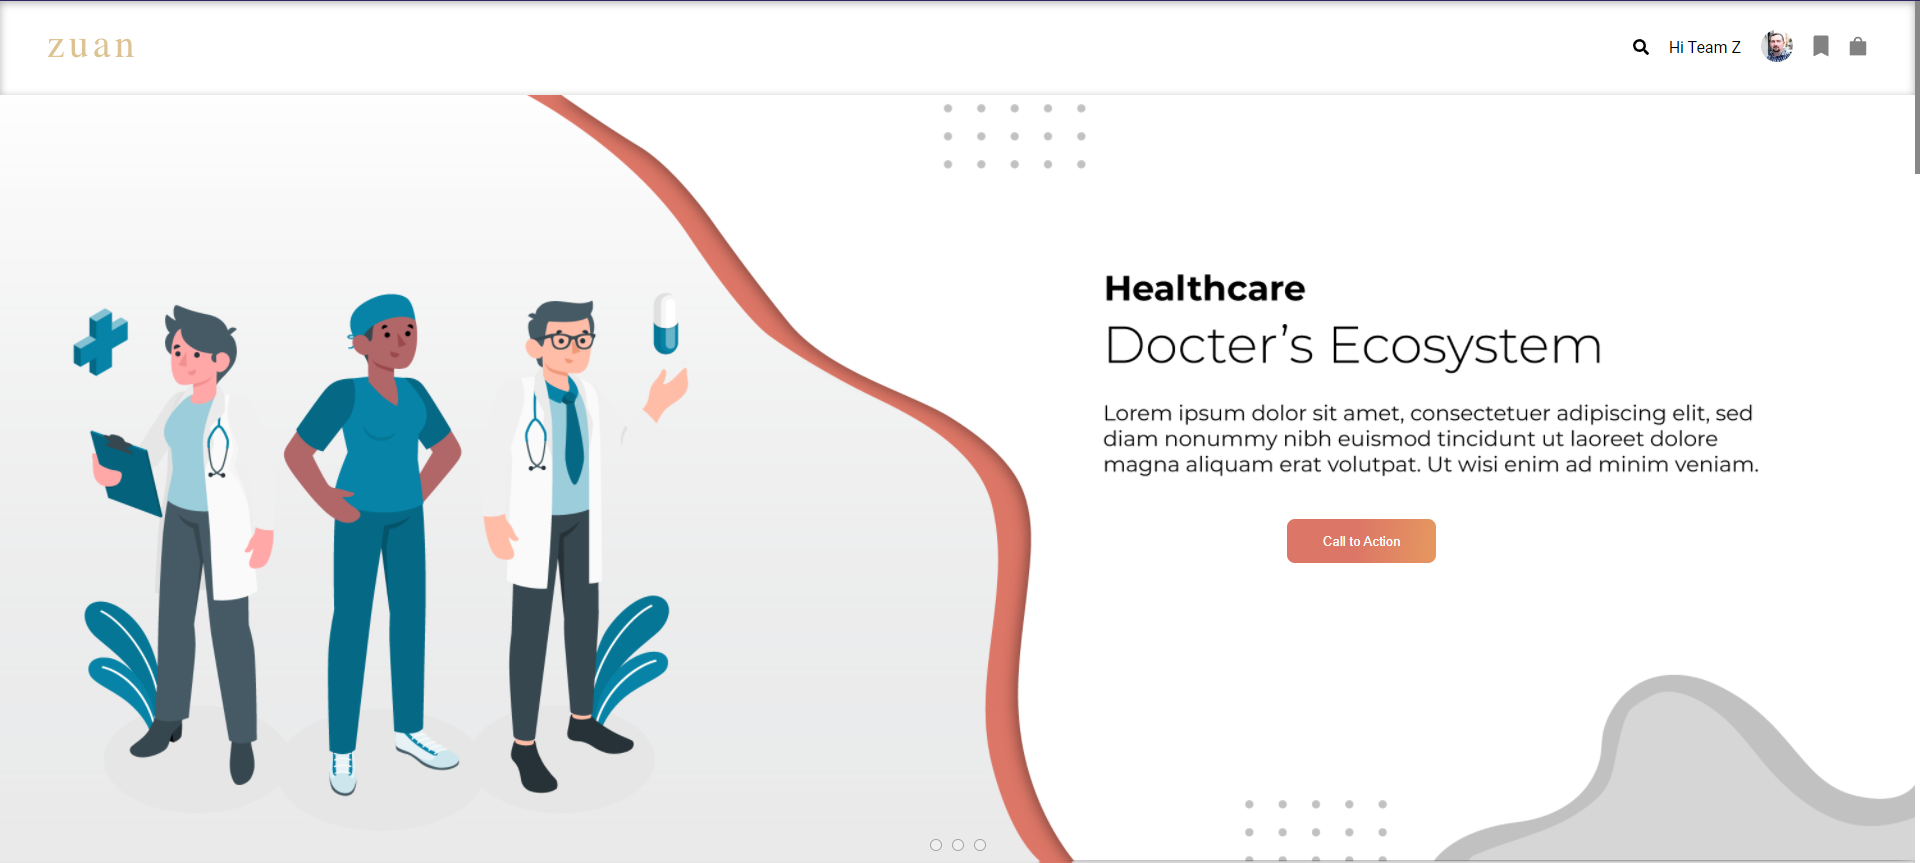 zuan
Hi Team Z
Healthcare
Docter’s Ecosystem
Lorem ipsum dolor sit amet, consectetuer adipiscing elit, sed
diam nonummy nibh euismod tincidunt ut laoreet dolore
magna aliquam erat volutpat. Ut wisi enim ad minim veniam.
Call to Action